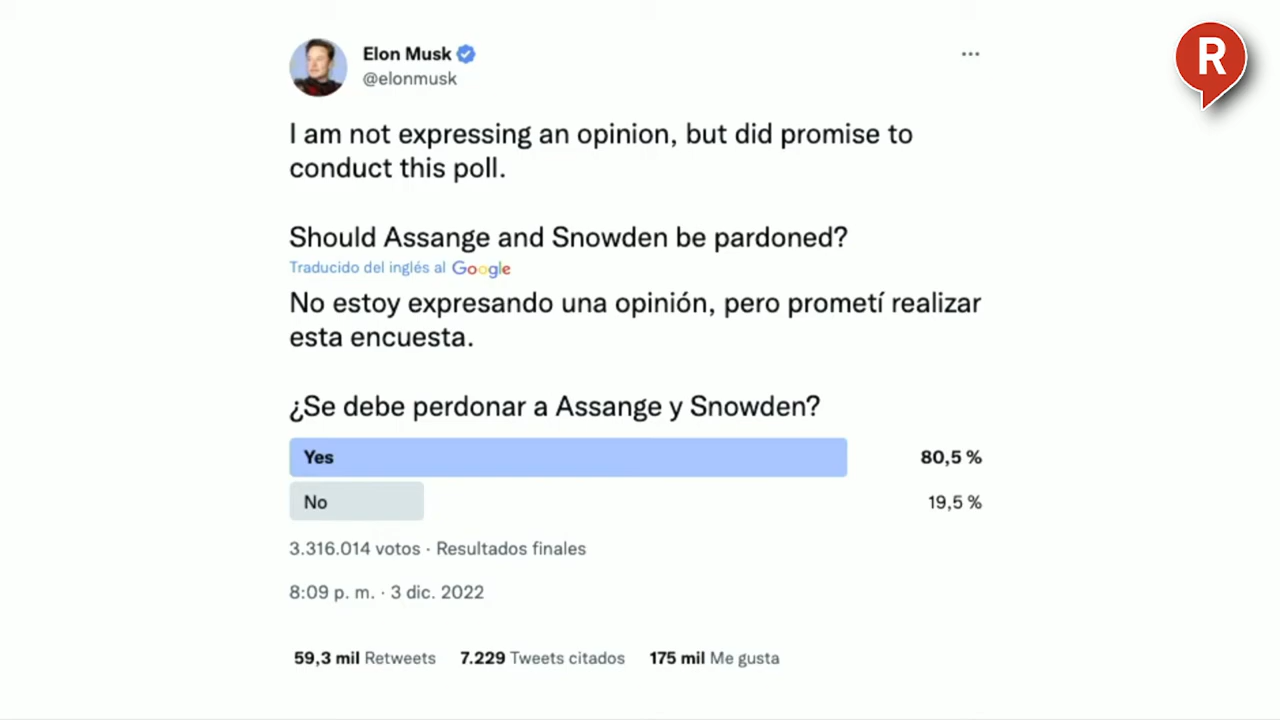 Elon Musk
@elonmusk
R
I am not expressing an opinion, but did promise to
conduct this poll.
Should Assange and Snowden be pardoned?
Traducido del inglés al Google
No estoy expresando una opinión, pero prometí realizar
esta encuesta.
¿Se debe perdonar a Assange y Snowden?
Yes 80,5 %
No 19,5 %
3.316.014 votos · Resultados finales
8:09 p. m. · 3 dic. 2022
59,3 mil Retweets 7.229 Tweets citados 175 mil Me gusta